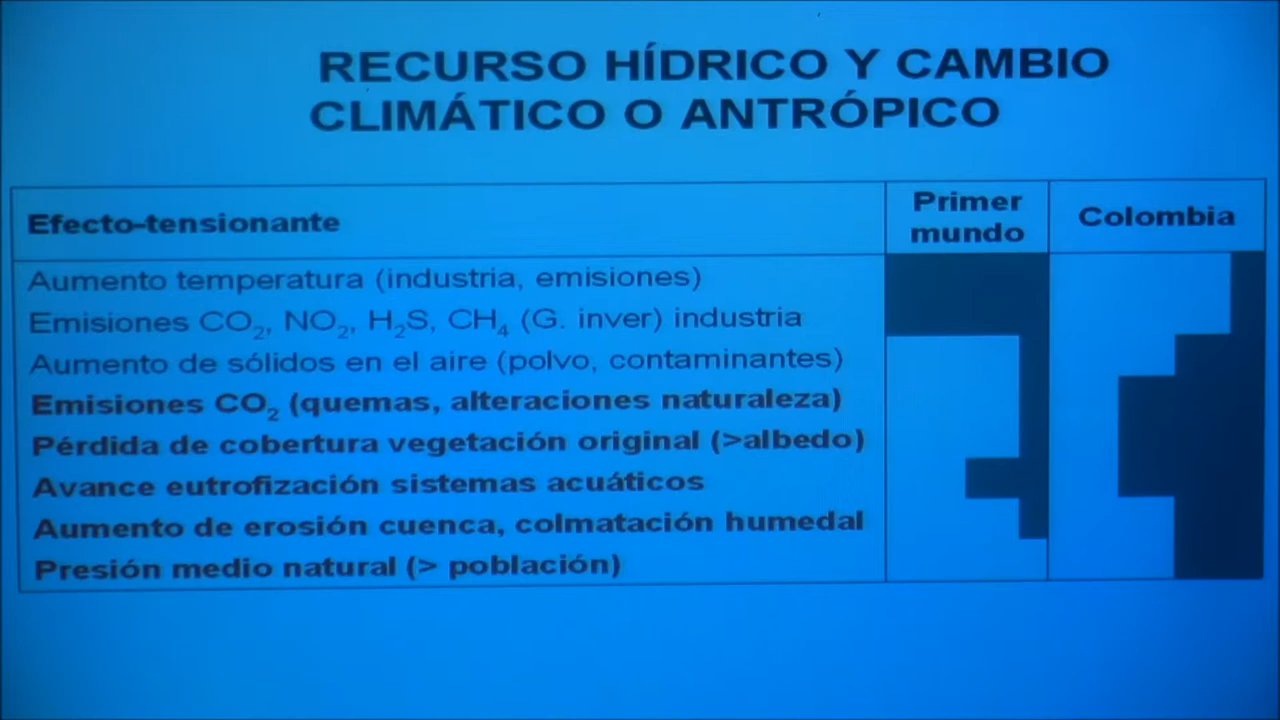 RECURSO HÍDRICO Y CAMBIO
CLIMÁTICO O ANTRÓPICO
Efecto-tensionante
Primer
mundo
Colombia
Aumento temperatura (industria, emisiones)
Emisiones CO₂, NO₂, H₂S, CH₄ (G. inver) industria
Aumento de sólidos en el aire (polvo, contaminantes)
Emisiones CO₂ (quemas, alteraciones naturaleza)
Pérdida de cobertura vegetación original (>albedo)
Avance eutrofización sistemas acuáticos
Aumento de erosión cuenca, colmatación humedal
Presión medio natural (> población)